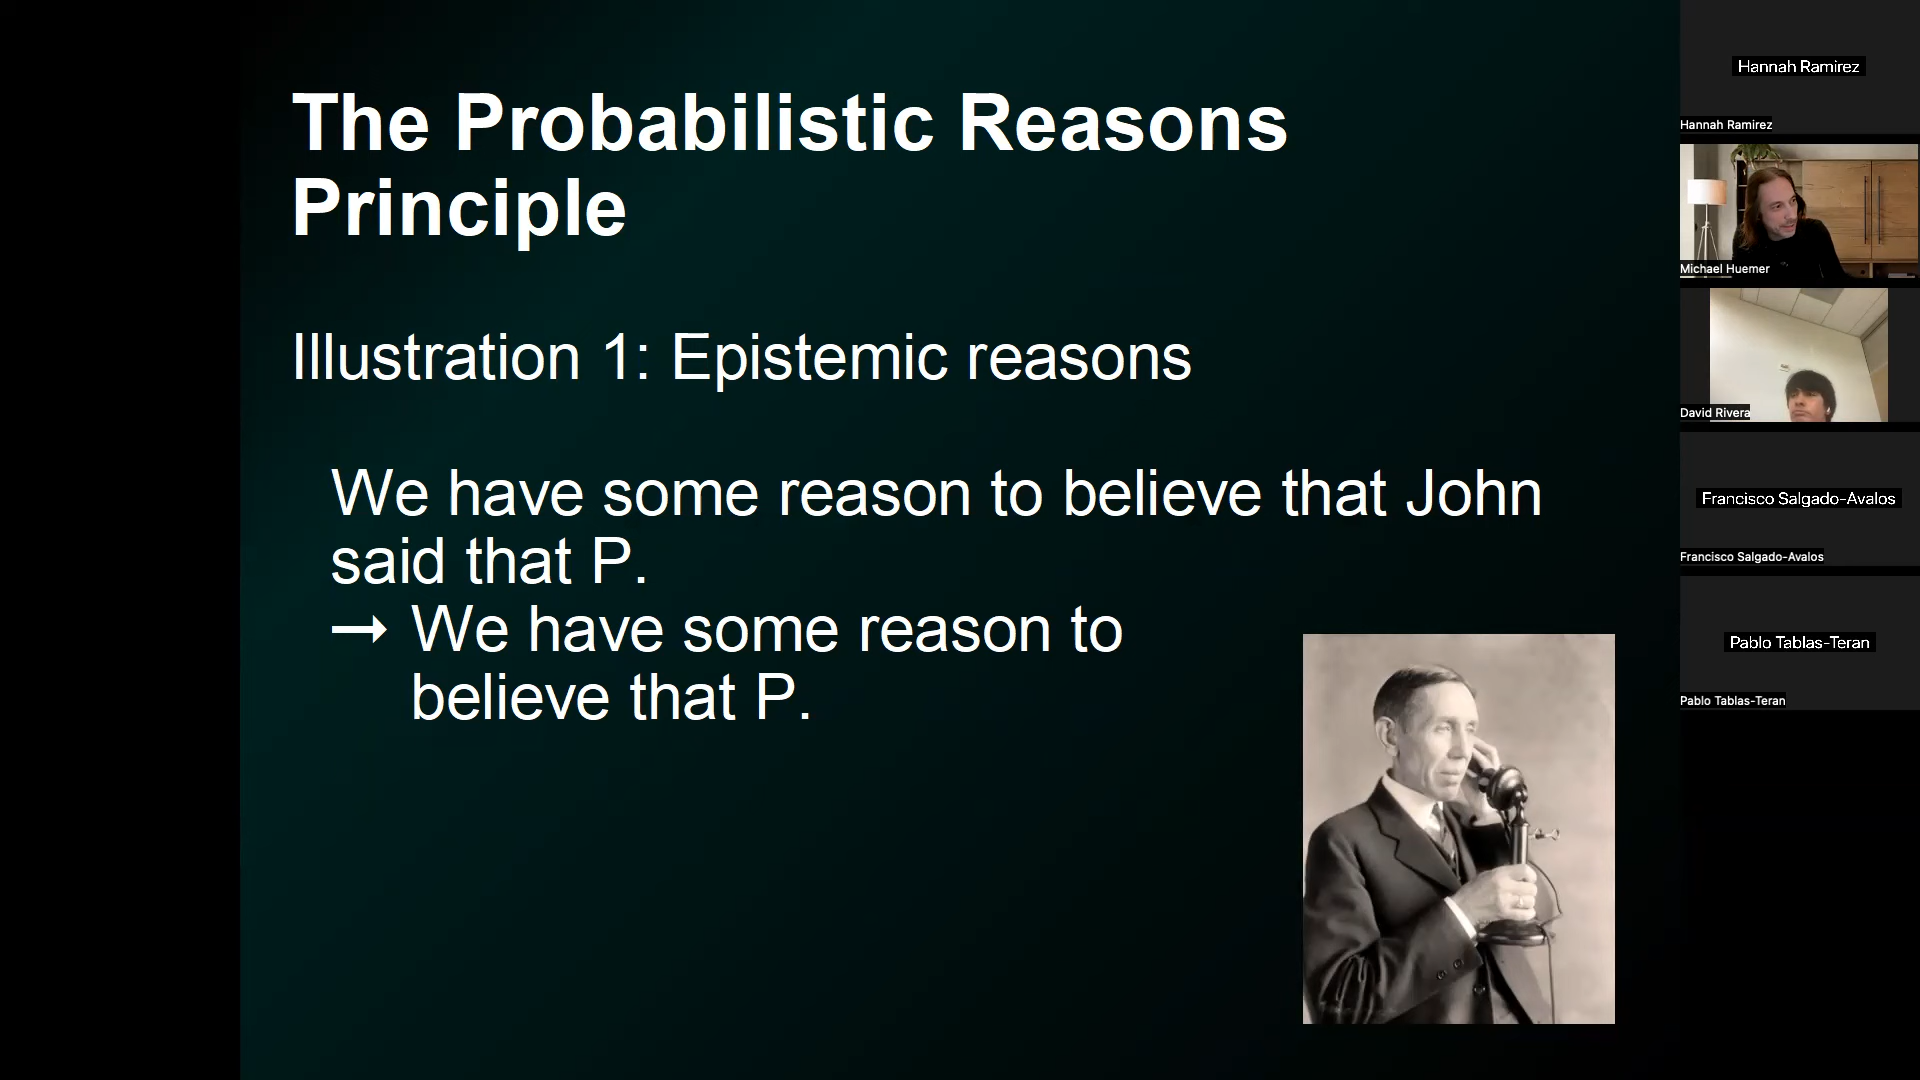 The Probabilistic Reasons
Principle
Illustration 1: Epistemic reasons
We have some reason to believe that John
said that P.
→ We have some reason to
believe that P.
Hannah Ramirez
Hannah Ramirez
Michael Huemer
David Rivera
Francisco Salgado-Avalos
Francisco Salgado-Avalos
Pablo Tablas-Teran
Pablo Tablas-Teran